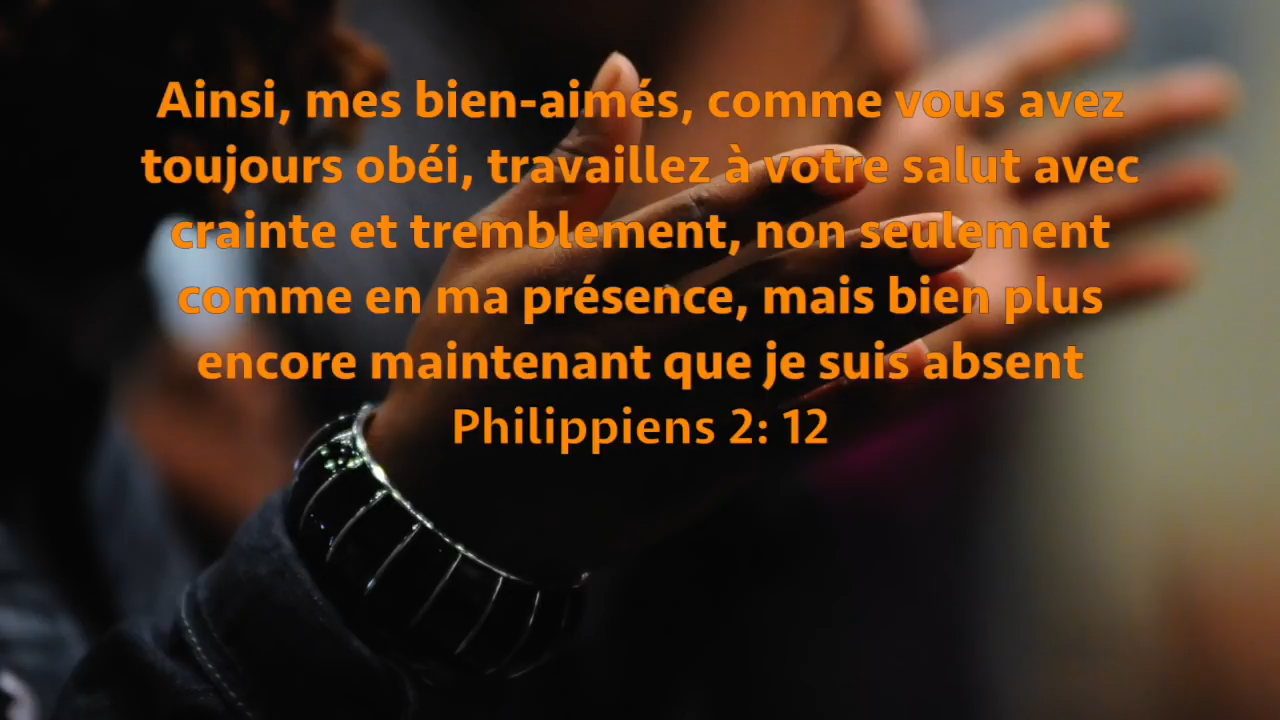 Ainsi, mes bien-aimés, comme vous avez
toujours obéi, travaillez à votre salut avec
crainte et tremblement, non seulement
comme en ma présence, mais bien plus
encore maintenant que je suis absent
Philippiens 2: 12